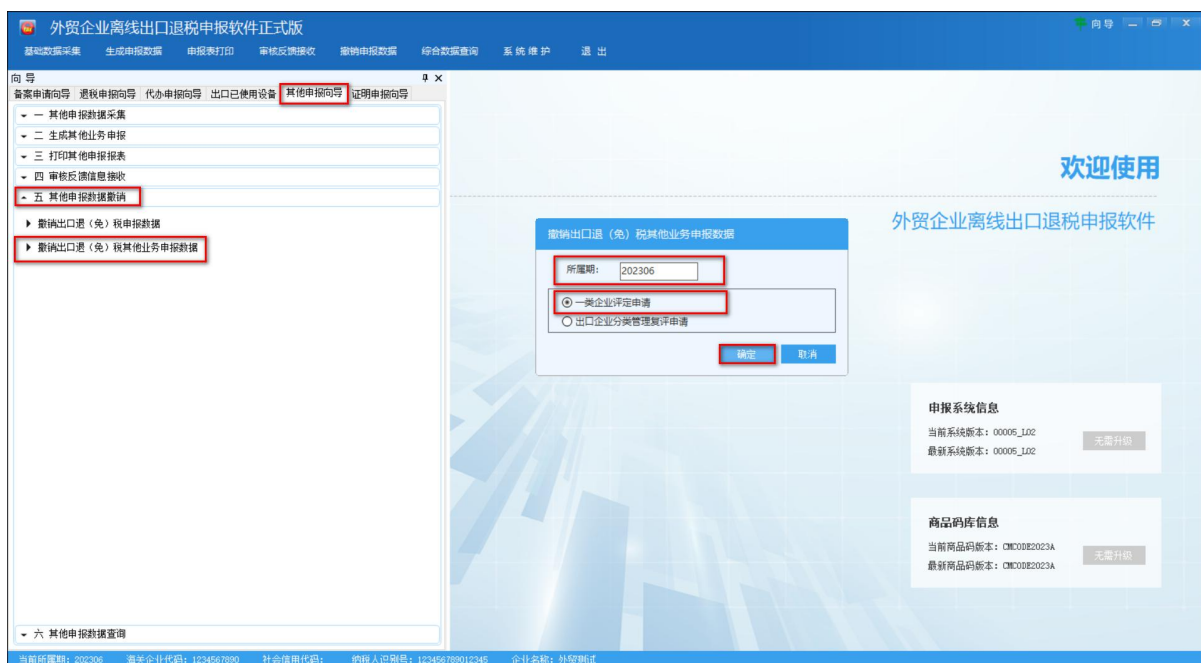 外贸企业离线出口退税申报软件正式版
向导
基础数据采集 生成申报数据 申报表打印 审核反馈接收 撤销申报数据 综合数据查询 系统维护 退出
向导
备案申请向导 退税申报向导 代办申报向导 出口已使用设备 其他申报向导 证明申报向导
一 其他申报数据采集
二 生成其他业务申报
三 打印其他申报报表
四 审核反馈信息接收
五 其他申报数据撤销
撤销出口退（免）税申报数据
撤销出口退（免）税其他业务申报数据
六 其他申报数据查询
欢迎使用
外贸企业离线出口退税申报软件
撤销出口退（免）税其他业务申报数据
所属期: 202306
一类企业评定申请
出口企业分类管理复评申请
确定 取消
申报系统信息
当前系统版本: 00005_L02
最新系统版本: 00005_L02
无需升级
商品码库信息
当前商品码版本: CMCODE2023A
最新商品码版本: CMCODE2023A
无需升级
当前所属期: 202306 海关企业代码: 1234567890 社会信用代码: 纳税人识别号: 123456789012345 企业名称: 外贸测试